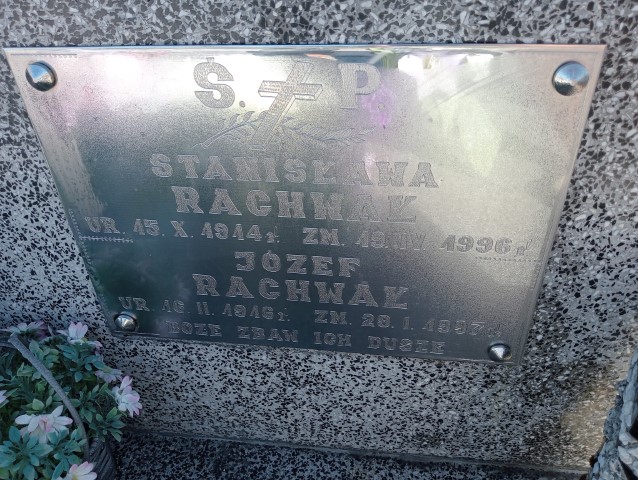 Ś. P
STANISŁAWA
RACHWAŁ
UR. 15. X. 1914 r. ZM. 19. IV 1996 r.
JÓZEF
RACHWAŁ
UR 16 II. 1916 r. ZM. 28. I. 1997 r.
BOŻE ZBAW ICH DUSZE